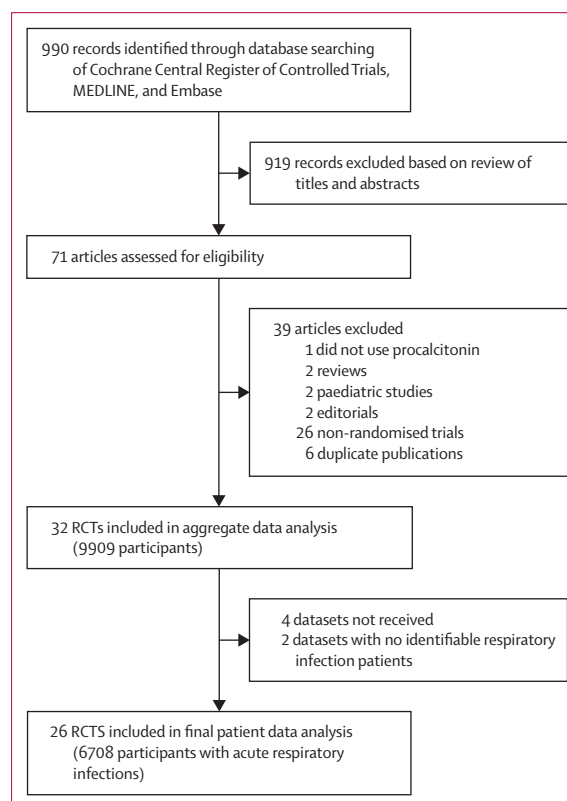 990 records identified through database searching
of Cochrane Central Register of Controlled Trials,
MEDLINE, and Embase
919 records excluded based on review of
titles and abstracts
71 articles assessed for eligibility
39 articles excluded
1 did not use procalcitonin
2 reviews
2 paediatric studies
2 editorials
26 non-randomised trials
6 duplicate publications
32 RCTs included in aggregate data analysis
(9909 participants)
4 datasets not received
2 datasets with no identifiable respiratory
infection patients
26 RCTS included in final patient data analysis
(6708 participants with acute respiratory
infections)